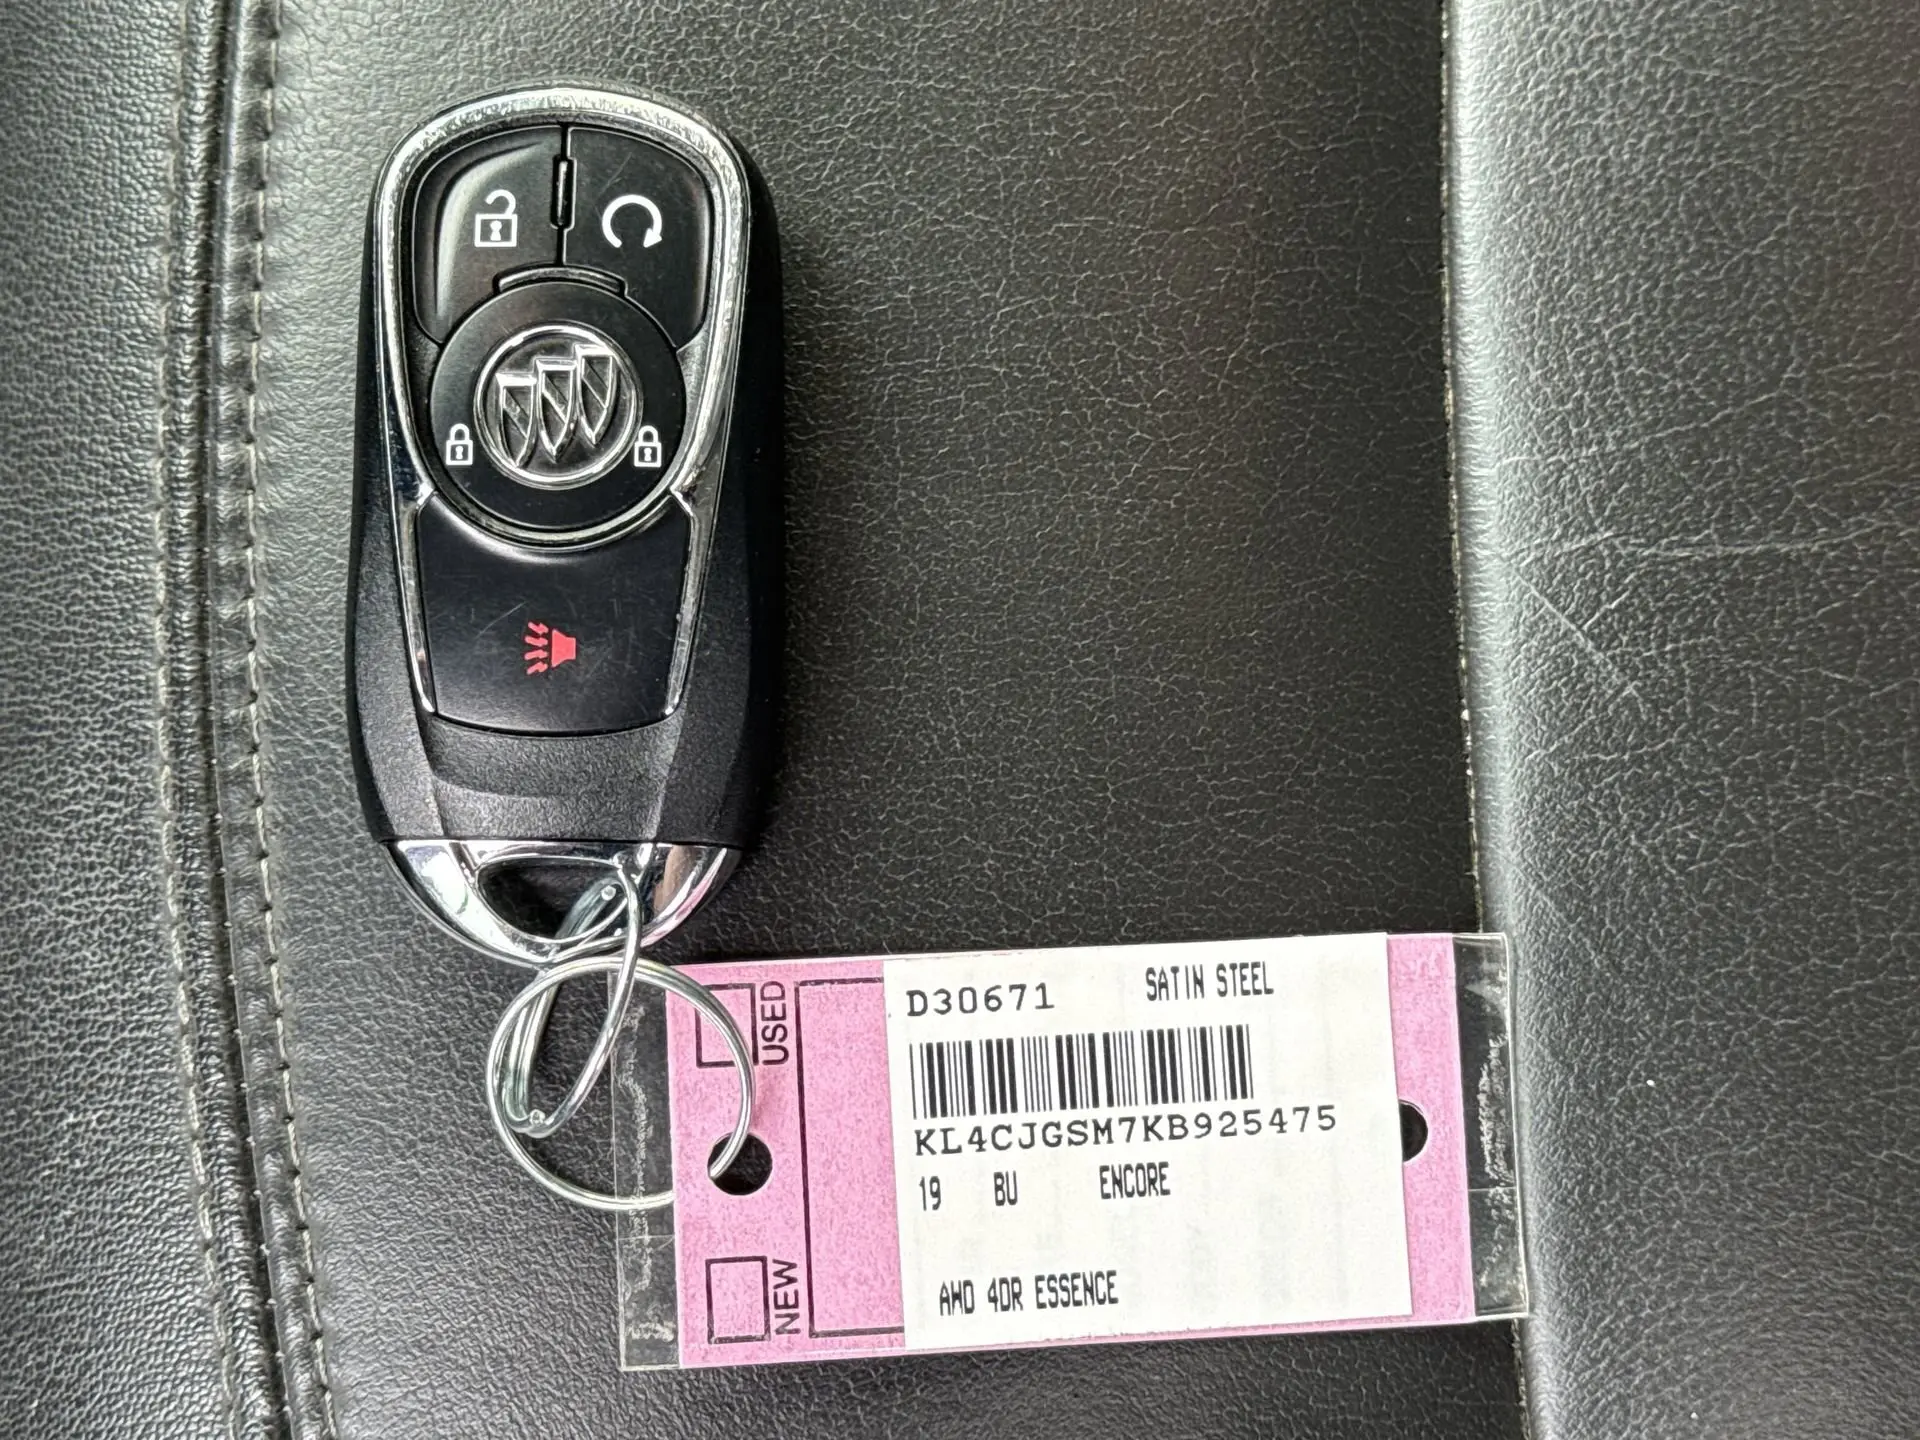 D30671 SATIN STEEL
KL4CJGSM7KB925475
19 BU ENCORE
AWD 4DR ESSENCE
USED
NEW